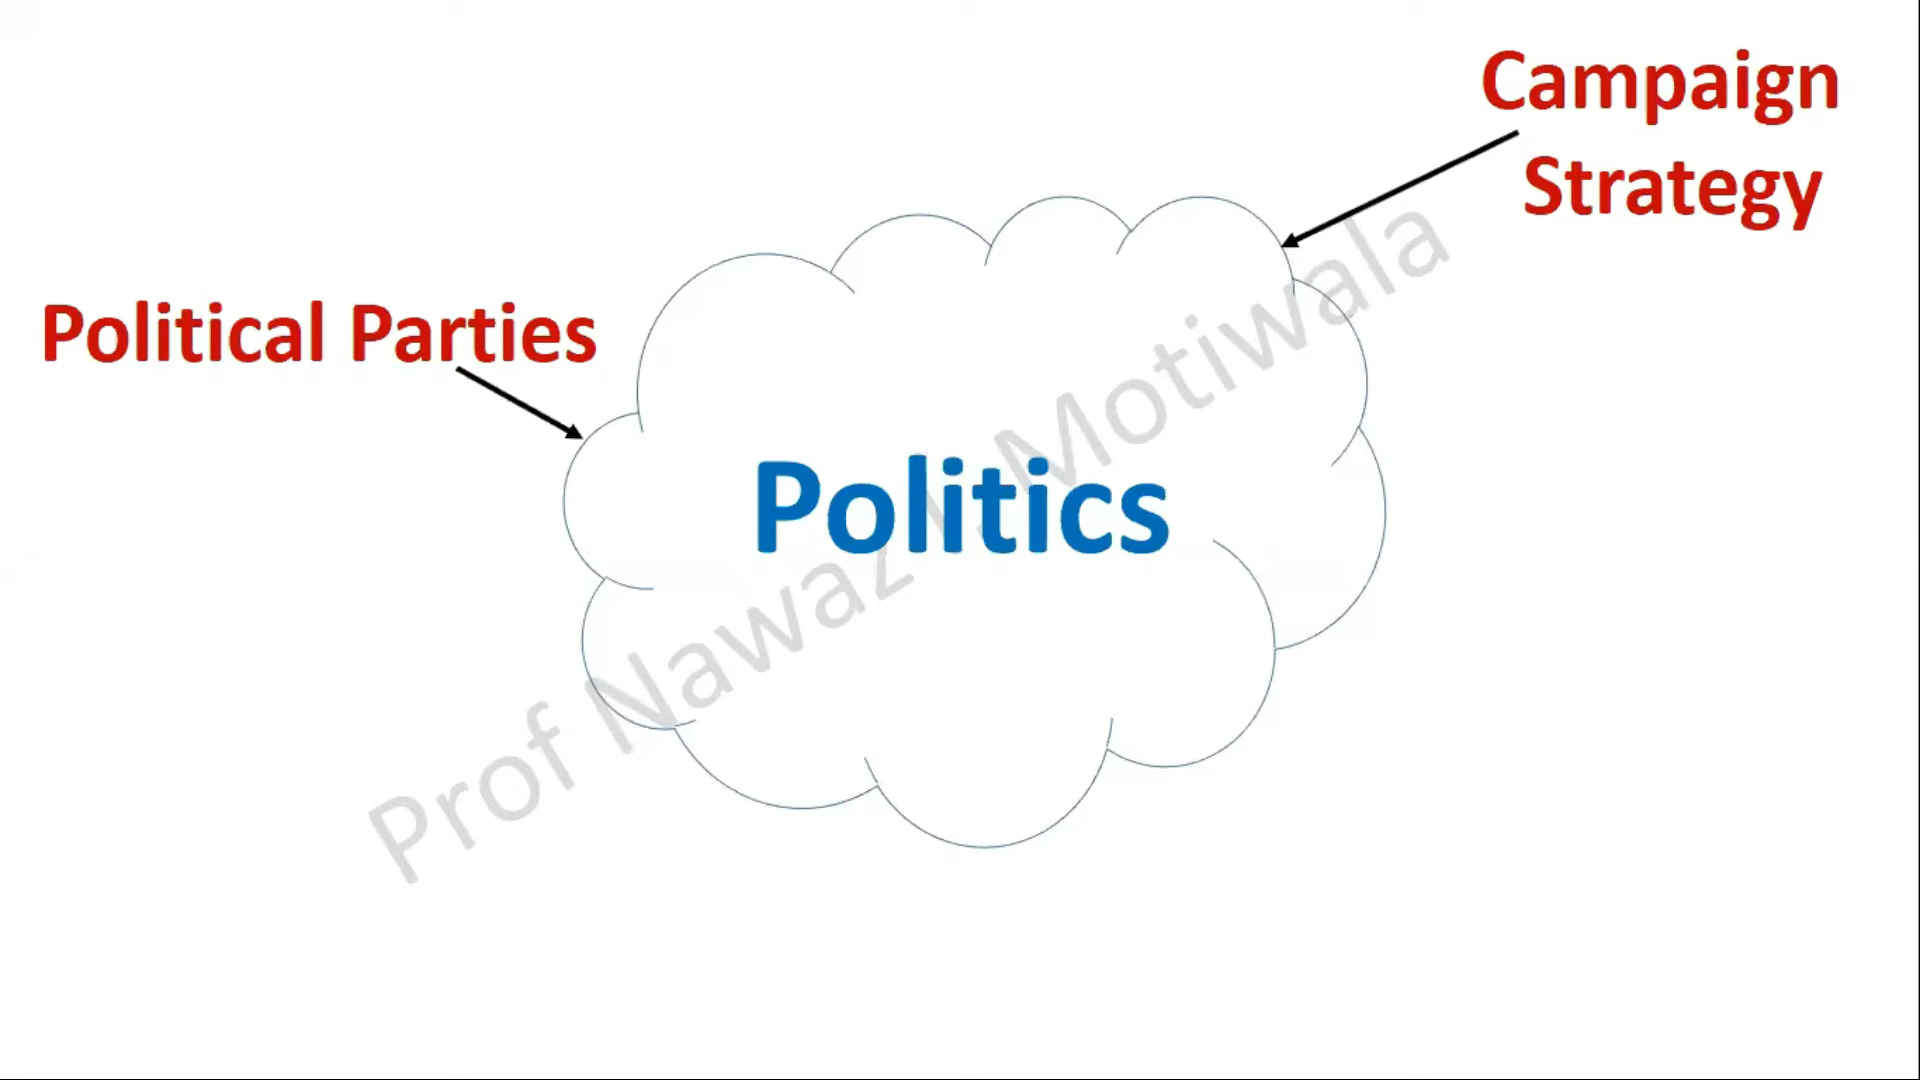 Campaign
Strategy
Political Parties
Politics
Prof Nawaz I. Motiwala